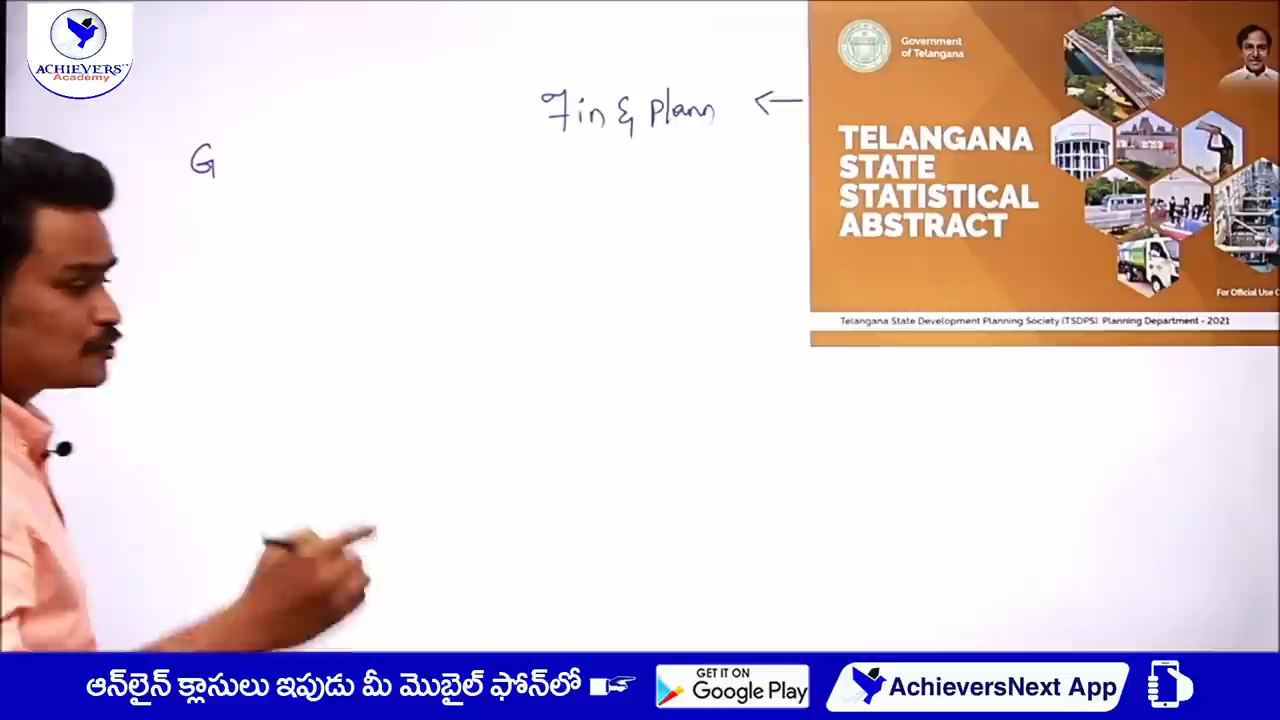 ACHIEVERS
Academy
Fin & Plann ←
G
Government
of Telangana
TELANGANA
STATE
STATISTICAL
ABSTRACT
For Official Use
Telangana State Development Planning Society (TSDPS). Planning Department - 2021
ఆన్‌లైన్ క్లాసులు ఇపుడు మీ మొబైల్ ఫోన్‌లో
GET IT ON
Google Play
AchieversNext App